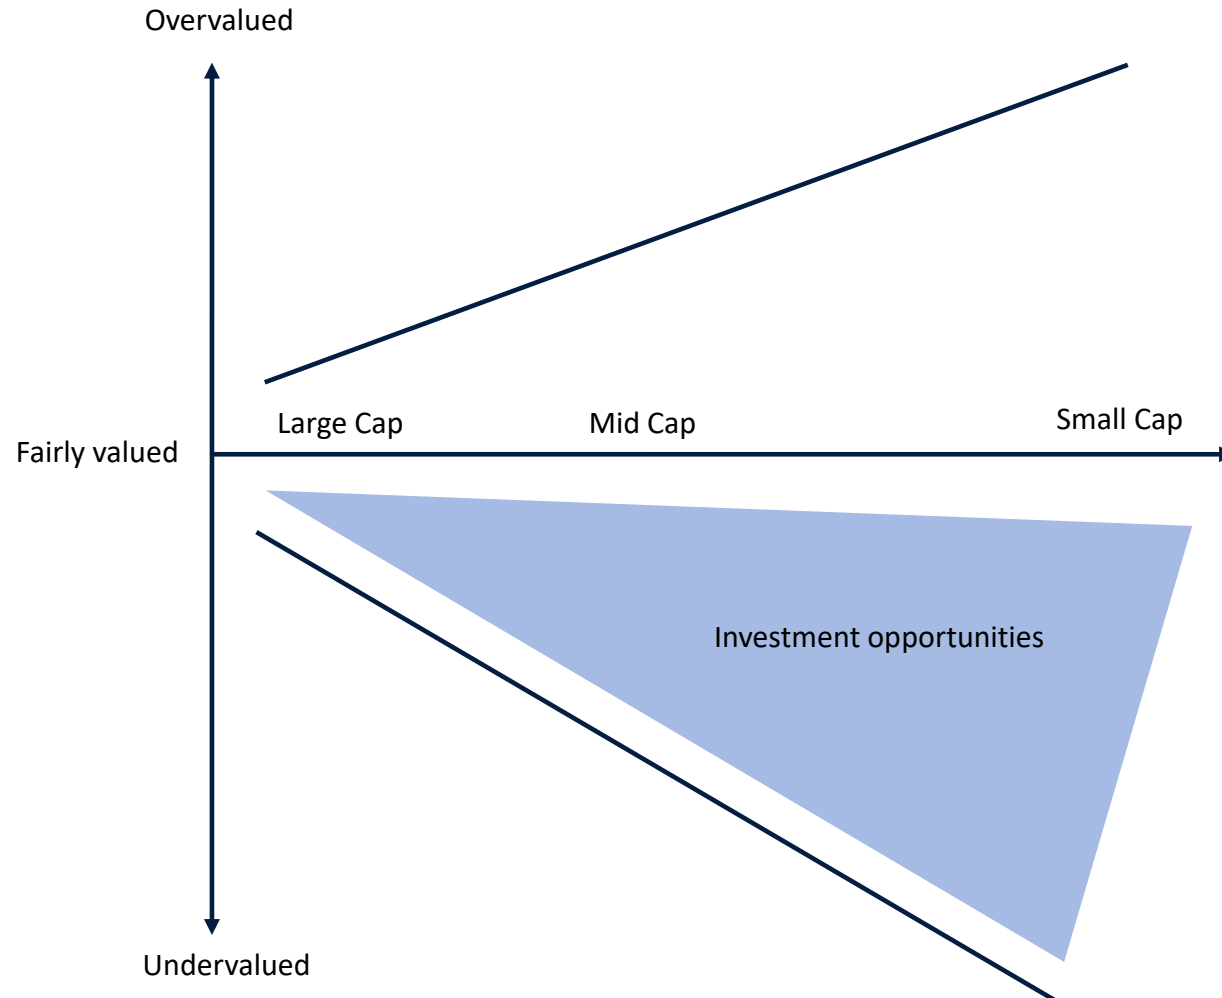 Overvalued
Large Cap
Mid Cap
Small Cap
Fairly valued
Investment opportunities
Undervalued